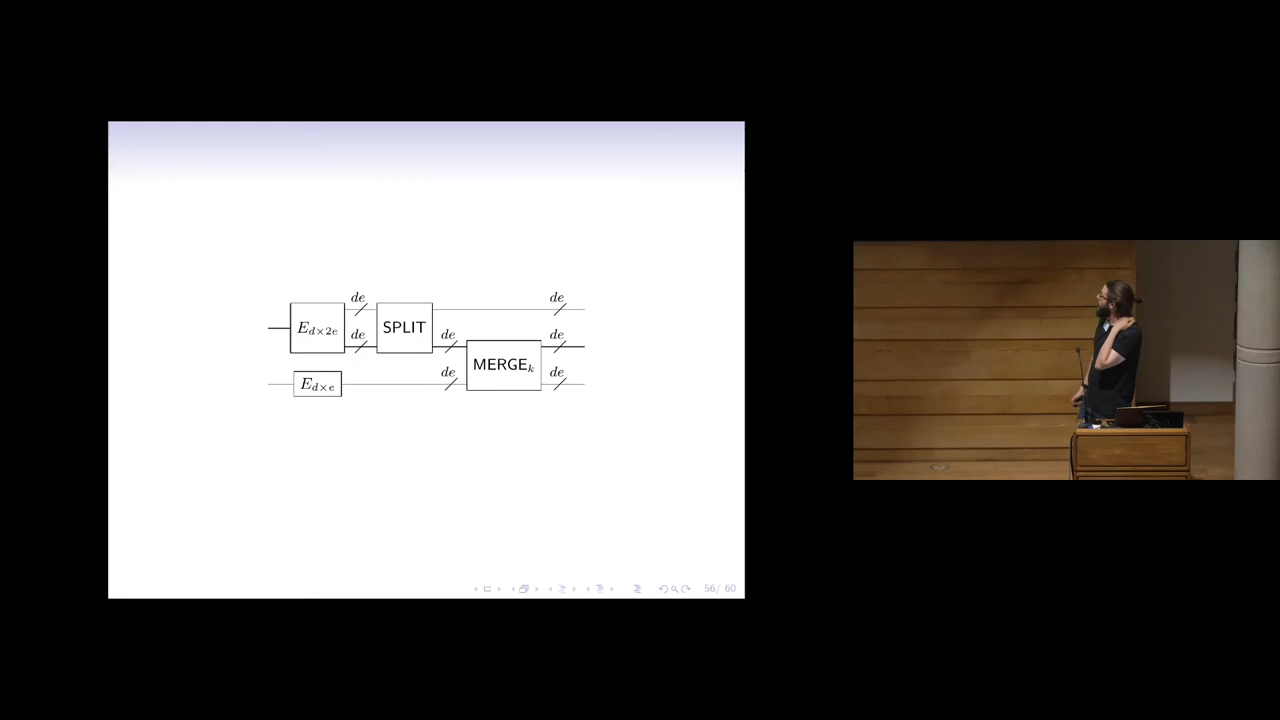 de de
E_{d×2e} SPLIT
de de de
MERGE_k
de de
E_{d×e}
56/ 60